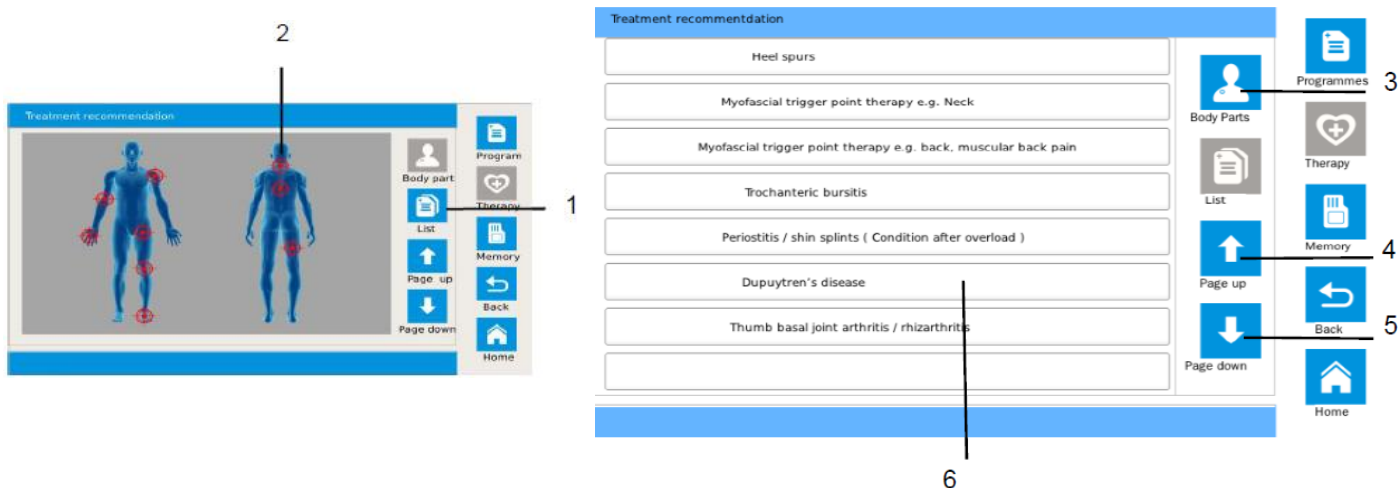 2
Treatment recommendation
Body part
List
Page up
Page down
Program
Therapy
Memory
Back
Home
1
Treatment recommentdation
Heel spurs
Myofascial trigger point therapy e.g. Neck
Myofascial trigger point therapy e.g. back, muscular back pain
Trochanteric bursitis
Periostitis / shin splints ( Condition after overload )
Dupuytren's disease
Thumb basal joint arthritis / rhizarthritis
Body Parts
List
Page up
Page down
Programmes
Therapy
Memory
Back
Home
3
4
5
6